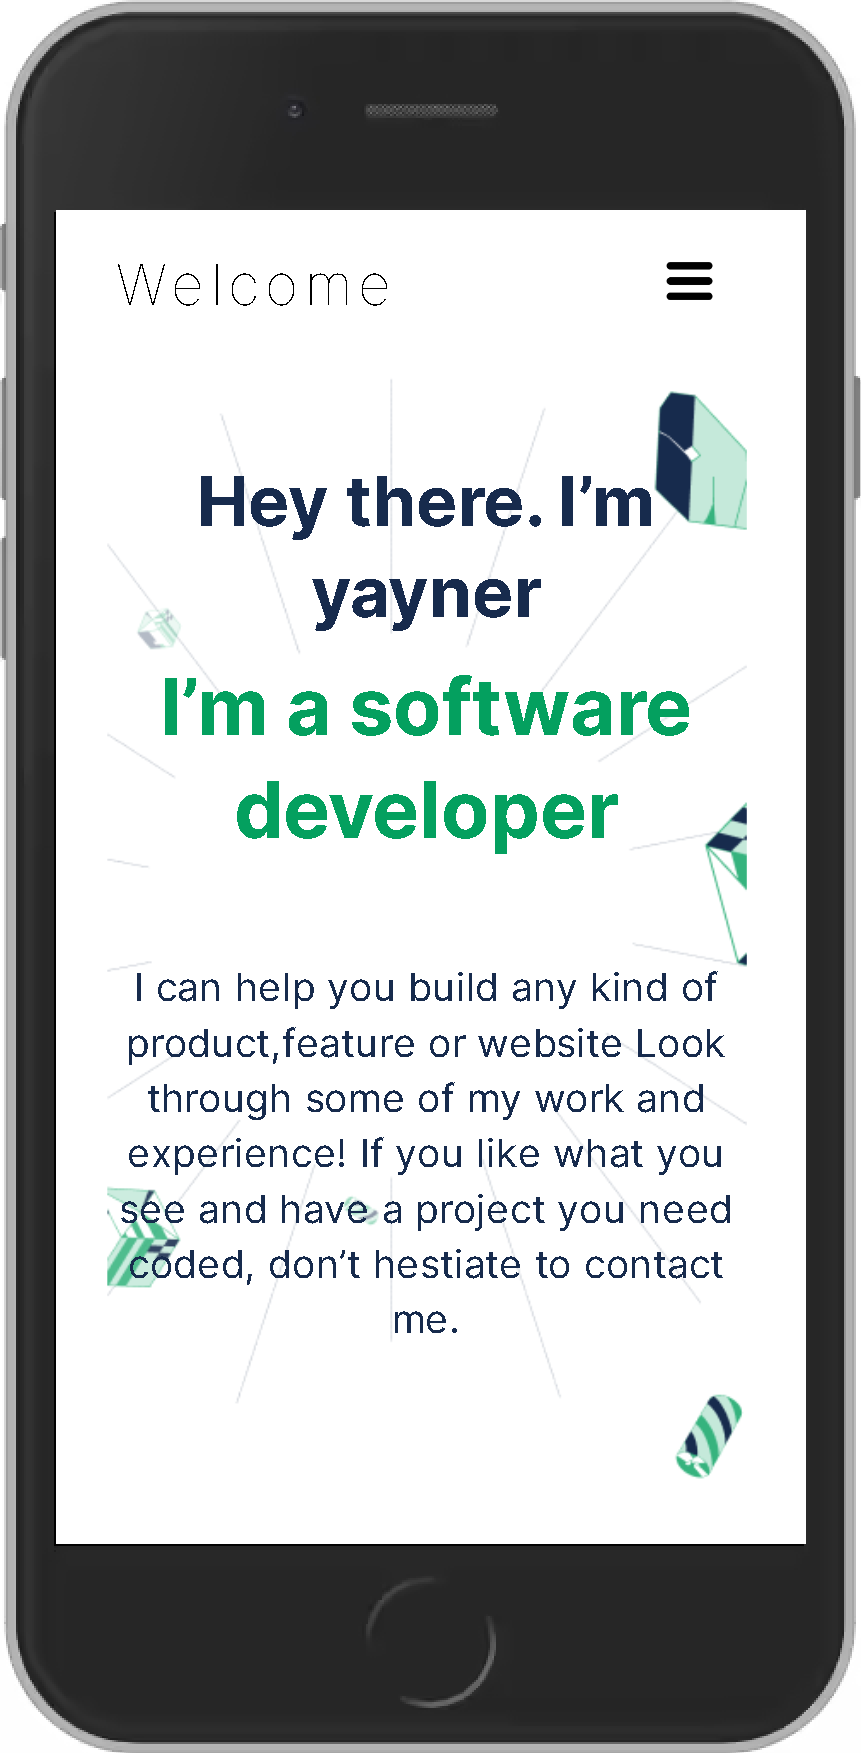 Welcome
Hey there. I’m
yayner
I’m a software
developer
I can help you build any kind of
product,feature or website Look
through some of my work and
experience! If you like what you
see and have a project you need
coded, don’t hestiate to contact
me.